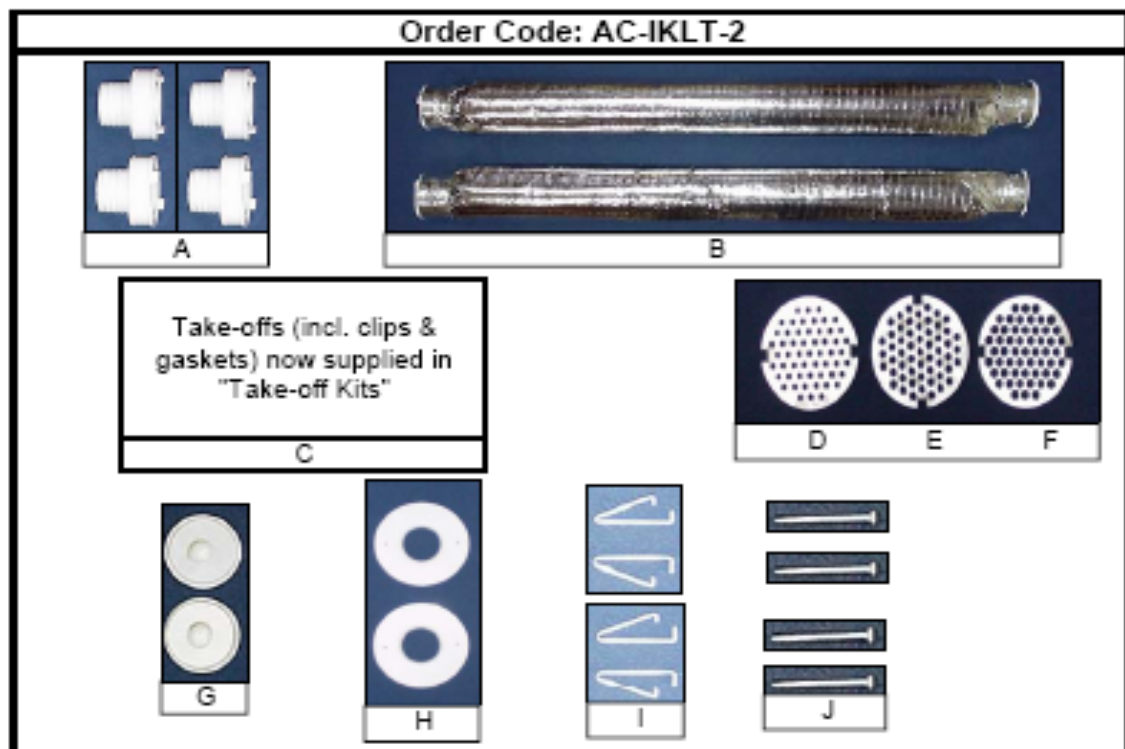 Order Code: AC-IKLT-2
A
B
Take-offs (incl. clips &
gaskets) now supplied in
"Take-off Kits"
C
D
E
F
G
H
I
J